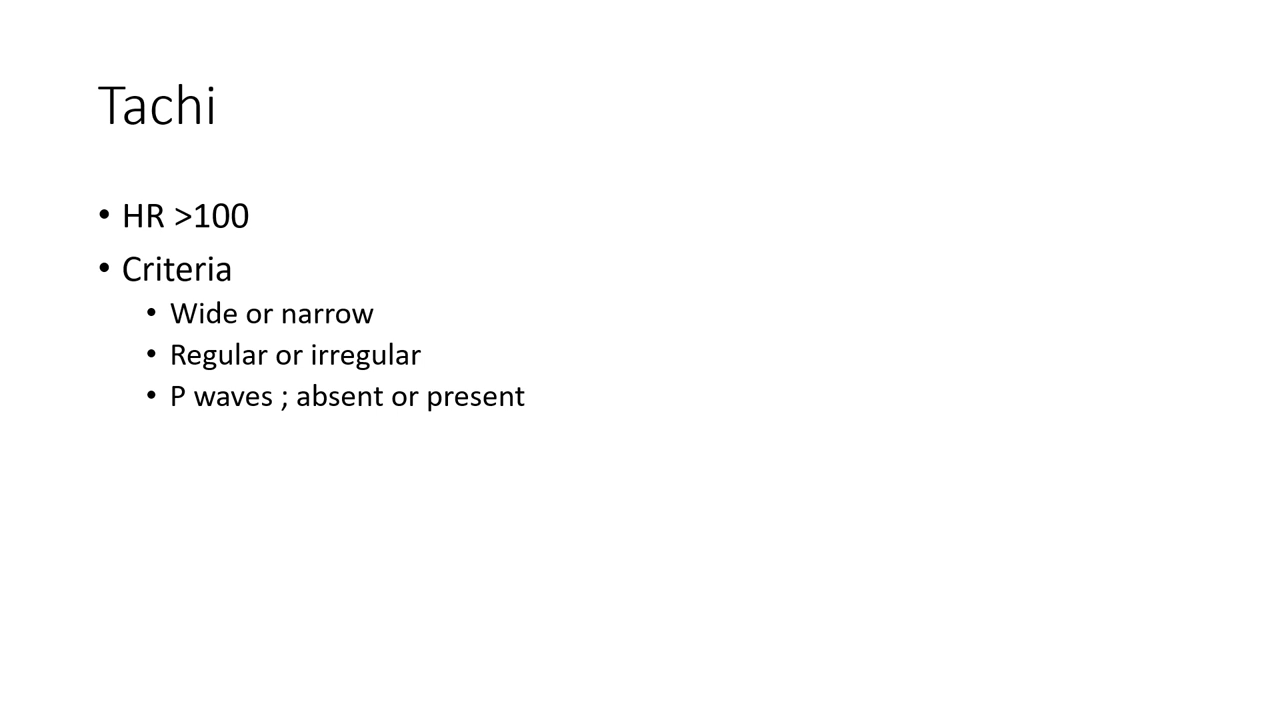 Tachi
• HR >100
• Criteria
• Wide or narrow
• Regular or irregular
• P waves ; absent or present